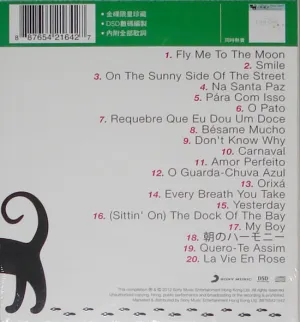 8 87654 21642 7
•金碟限量珍藏
•DSD數碼編製
•內附全部歌詞
1. Fly Me To The Moon
2. Smile
3. On The Sunny Side Of The Street
4. Na Santa Paz
5. Pára Com Isso
6. O Pato
7. Requebre Que Eu Dou Um Doce
8. Bésame Mucho
9. Don't Know Why
10. Carnaval
11. Amor Perfeito
12. O Guarda-Chuva Azul
13. Orixá
14. Every Breath You Take
15. Yesterday
16. (Sittin' On) The Dock Of The Bay
17. My Boy
18. 朝のハーモニー
19. Quero-Te Assim
20. La Vie En Rose
SONY MUSIC
DSD